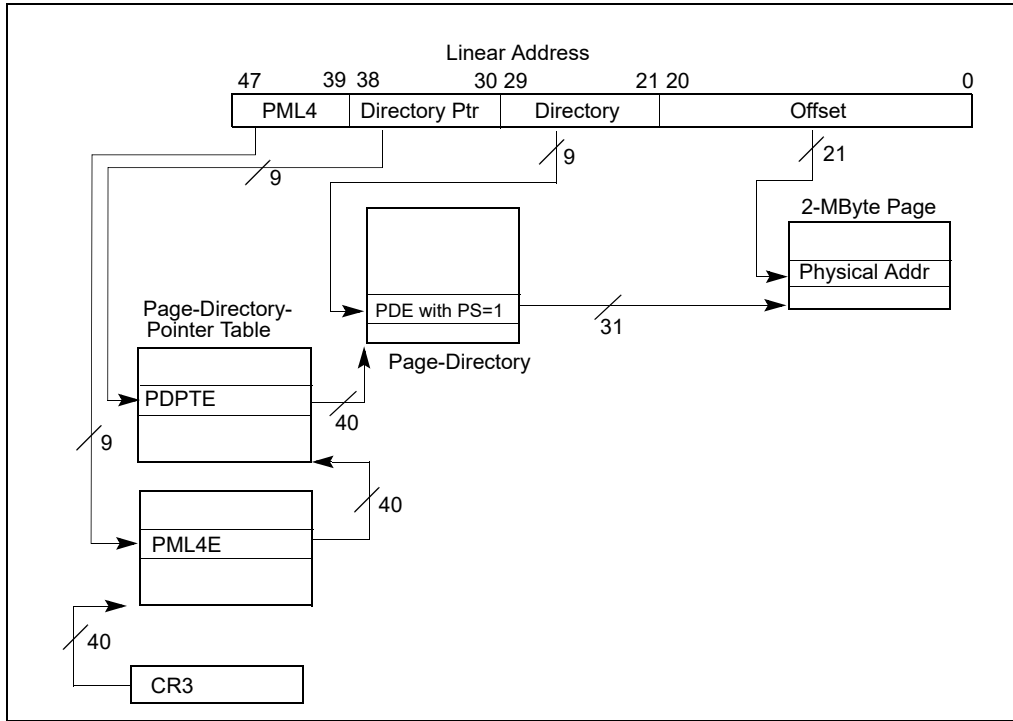 Linear Address
47 39 38 30 29 21 20 0
PML4 Directory Ptr Directory Offset
9 9 21
2-MByte Page
Physical Addr
PDE with PS=1
31
Page-Directory
Page-Directory-
Pointer Table
PDPTE
40
9
40
PML4E
40
CR3